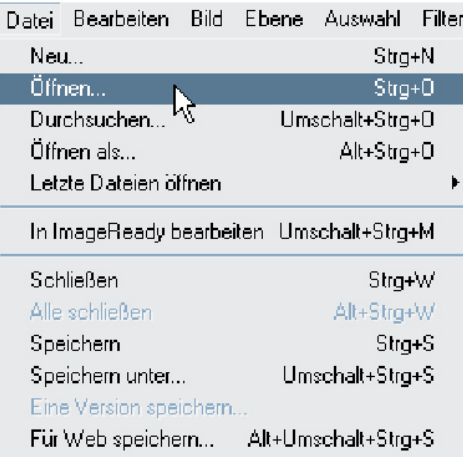 Datei Bearbeiten Bild Ebene Auswahl Filter
Neu... Strg+N
Öffnen... Strg+O
Durchsuchen... Umschalt+Strg+O
Öffnen als... Alt+Strg+O
Letzte Dateien öffnen
In ImageReady bearbeiten Umschalt+Strg+M
Schließen Strg+W
Alle schließen Alt+Strg+W
Speichern Strg+S
Speichern unter... Umschalt+Strg+S
Eine Version speichern...
Für Web speichern... Alt+Umschalt+Strg+S